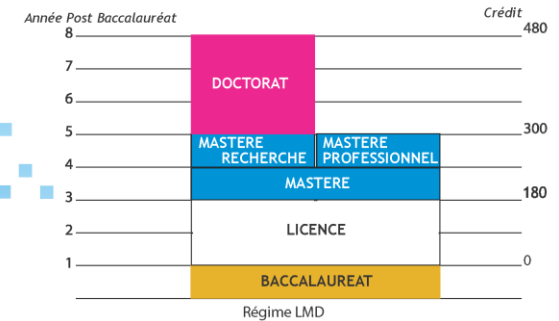 Année Post Baccalauréat
Crédit
8
480
7
DOCTORAT
6
5
300
MASTERE
RECHERCHE
MASTERE
PROFESSIONNEL
4
MASTERE
3
180
2
LICENCE
1
0
BACCALAUREAT
Régime LMD